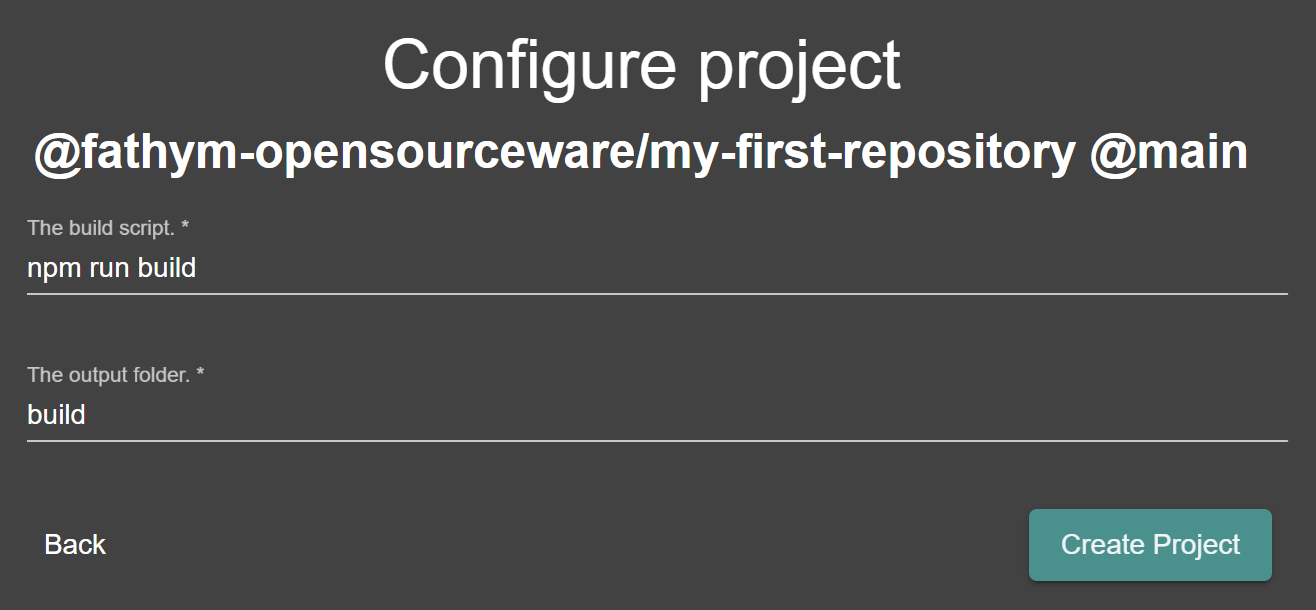 Configure project
@fathym-opensourceware/my-first-repository @main
The build script. *
npm run build
The output folder. *
build
Back
Create Project